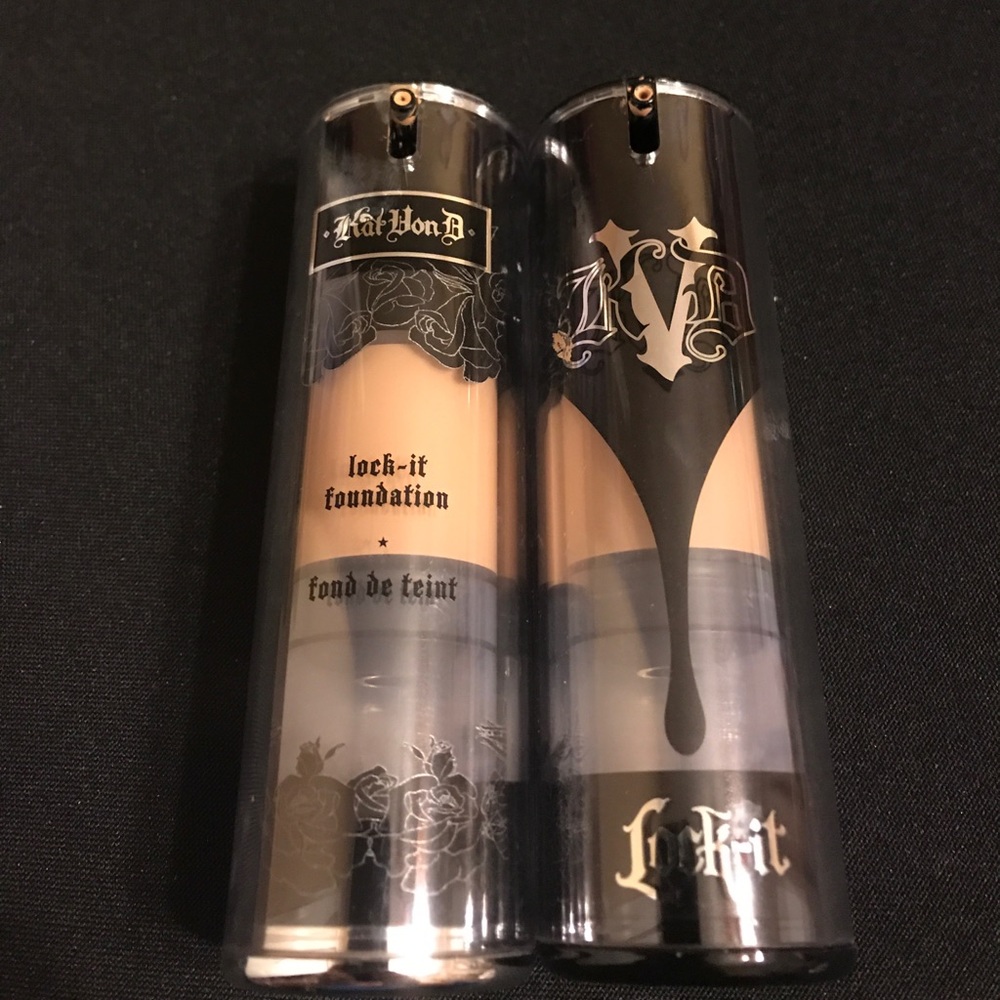 Kat Von D
lock-it
foundation
fond de teint
KVD
Lock-it